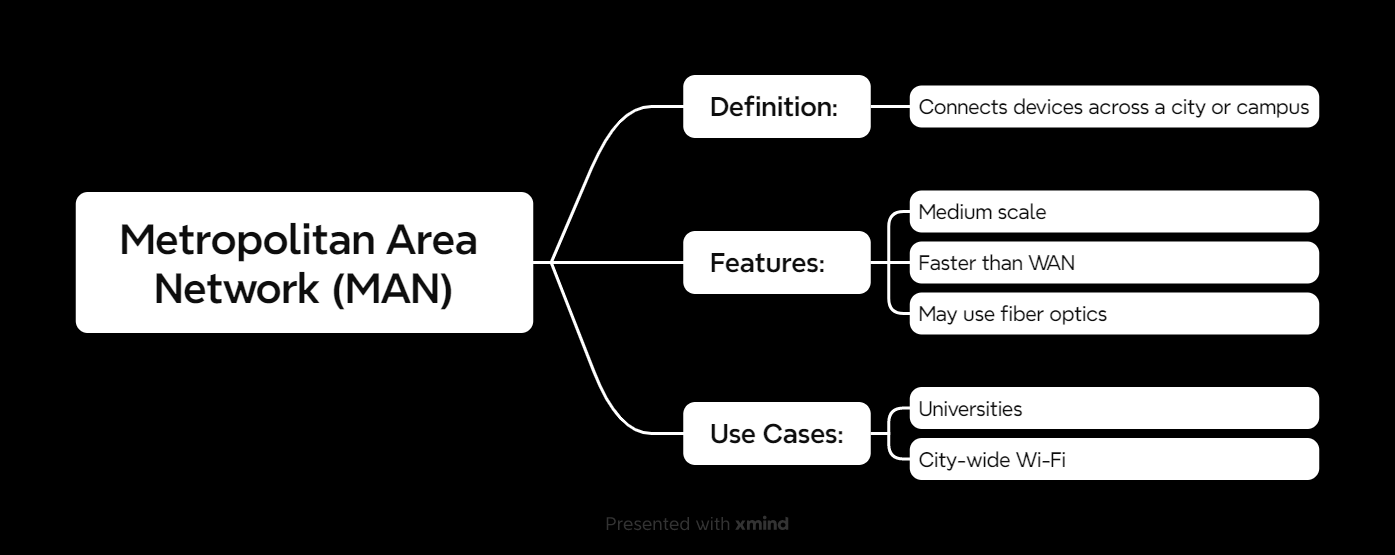 Metropolitan Area
Network (MAN)
Definition:
Connects devices across a city or campus
Features:
Medium scale
Faster than WAN
May use fiber optics
Use Cases:
Universities
City-wide Wi-Fi
Presented with xmind